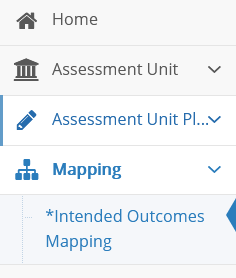 Home
Assessment Unit
Assessment Unit Pl...
Mapping
*Intended Outcomes
Mapping